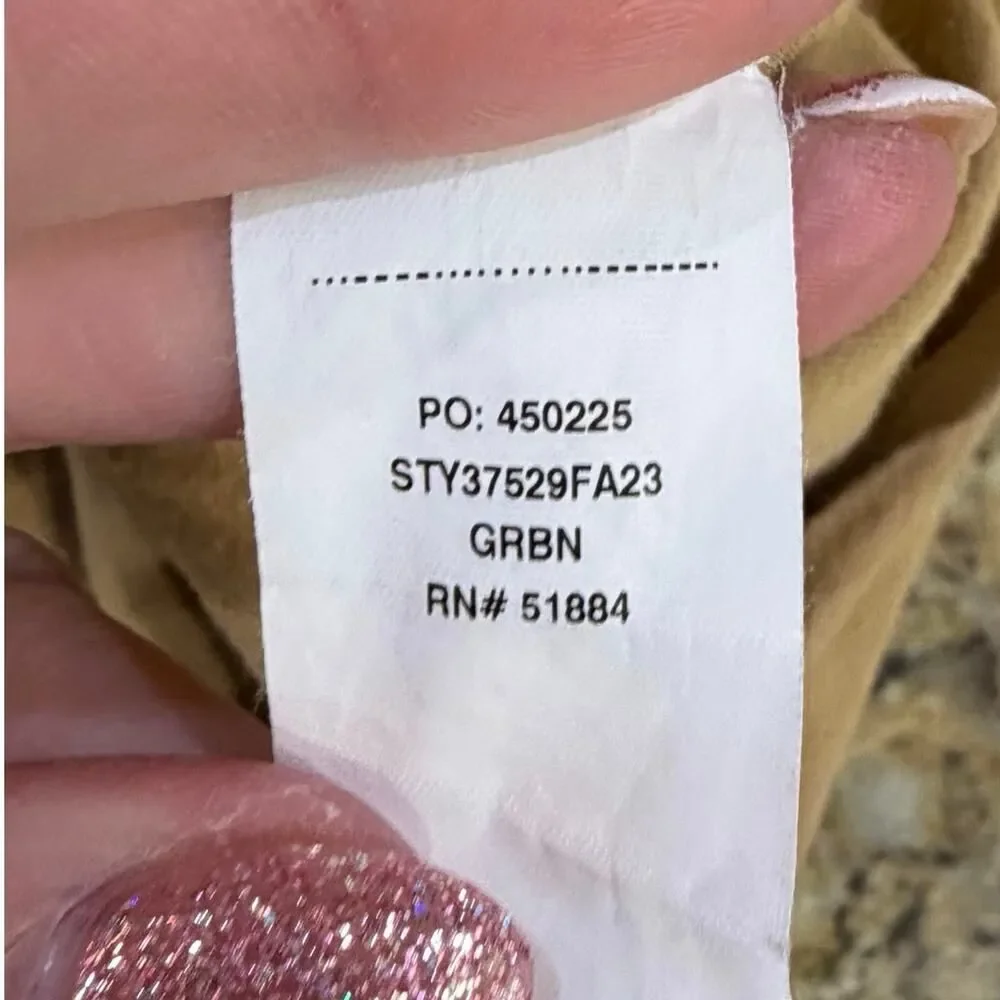 PO: 450225
STY37529FA23
GRBN
RN# 51884